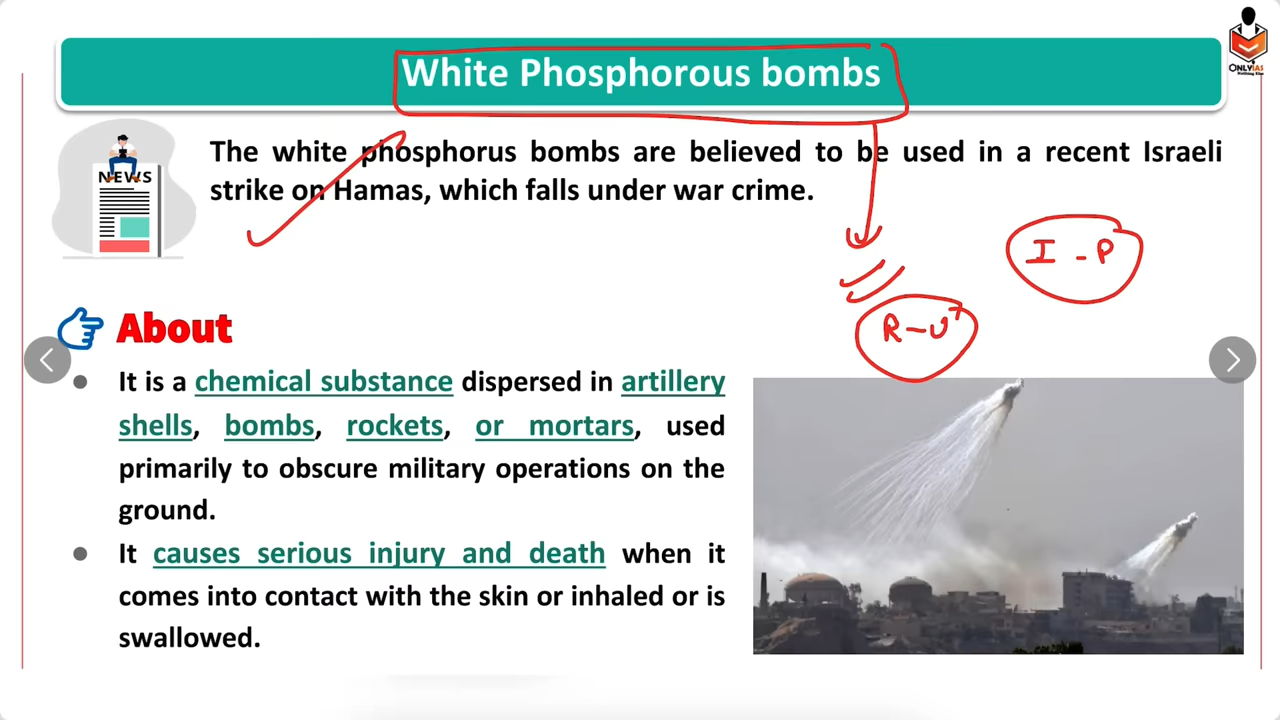 White Phosphorous bombs
ONLYIAS
Nothing Else
NEWS
The white phosphorus bombs are believed to be used in a recent Israeli
strike on Hamas, which falls under war crime.
I - P
R - U
About
● It is a chemical substance dispersed in artillery
shells, bombs, rockets, or mortars, used
primarily to obscure military operations on the
ground.
● It causes serious injury and death when it
comes into contact with the skin or inhaled or is
swallowed.